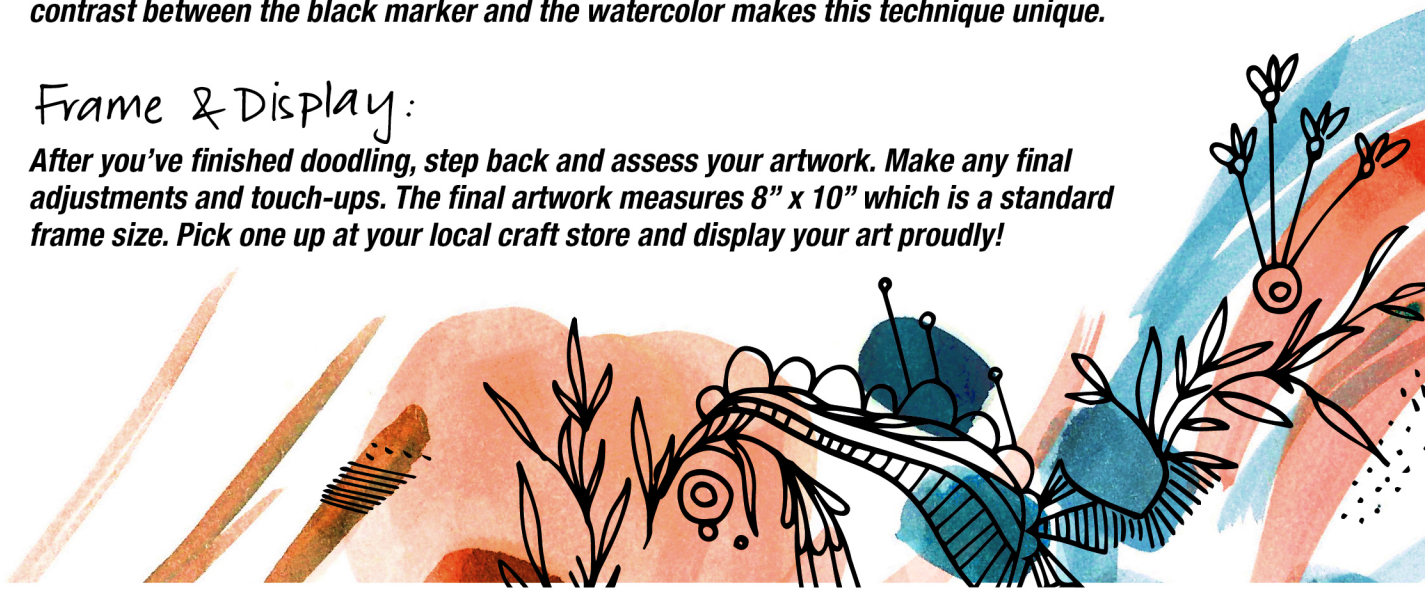 contrast between the black marker and the watercolor makes this technique unique.
Frame & Display:
After you’ve finished doodling, step back and assess your artwork. Make any final
adjustments and touch-ups. The final artwork measures 8” x 10” which is a standard
frame size. Pick one up at your local craft store and display your art proudly!